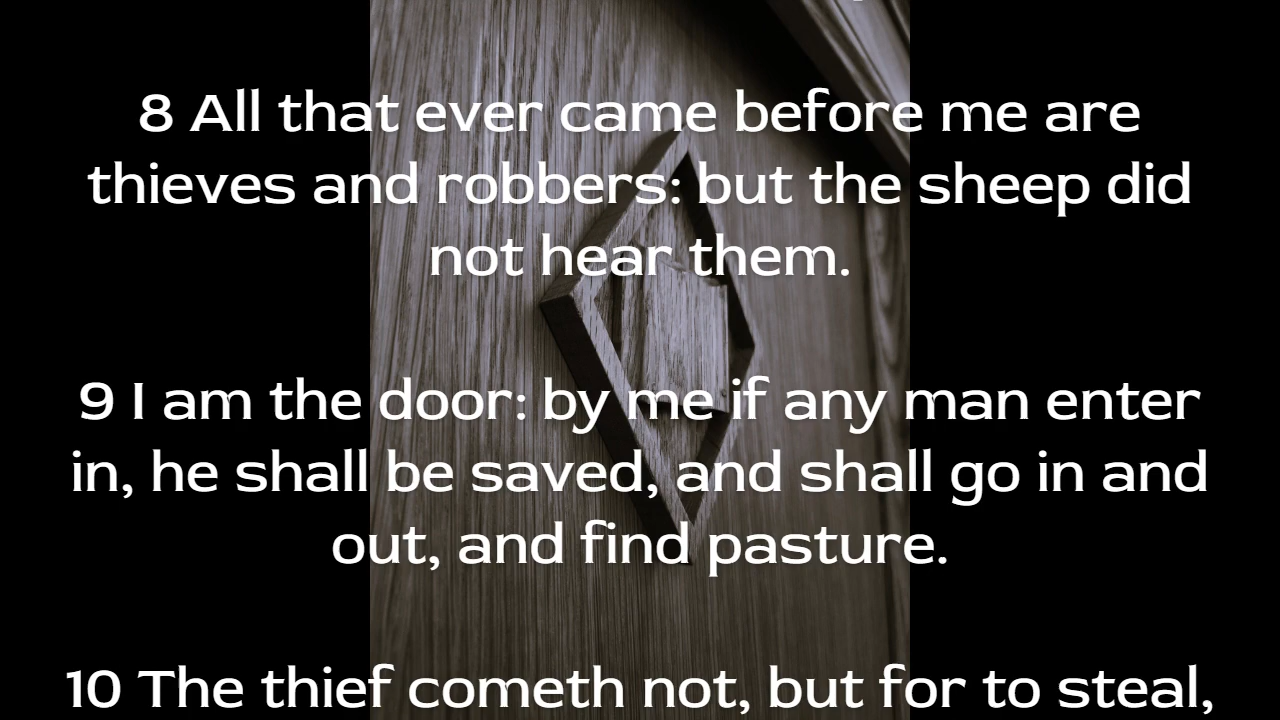 8 All that ever came before me are
thieves and robbers: but the sheep did
not hear them.
9 I am the door: by me if any man enter
in, he shall be saved, and shall go in and
out, and find pasture.
10 The thief cometh not, but for to steal,